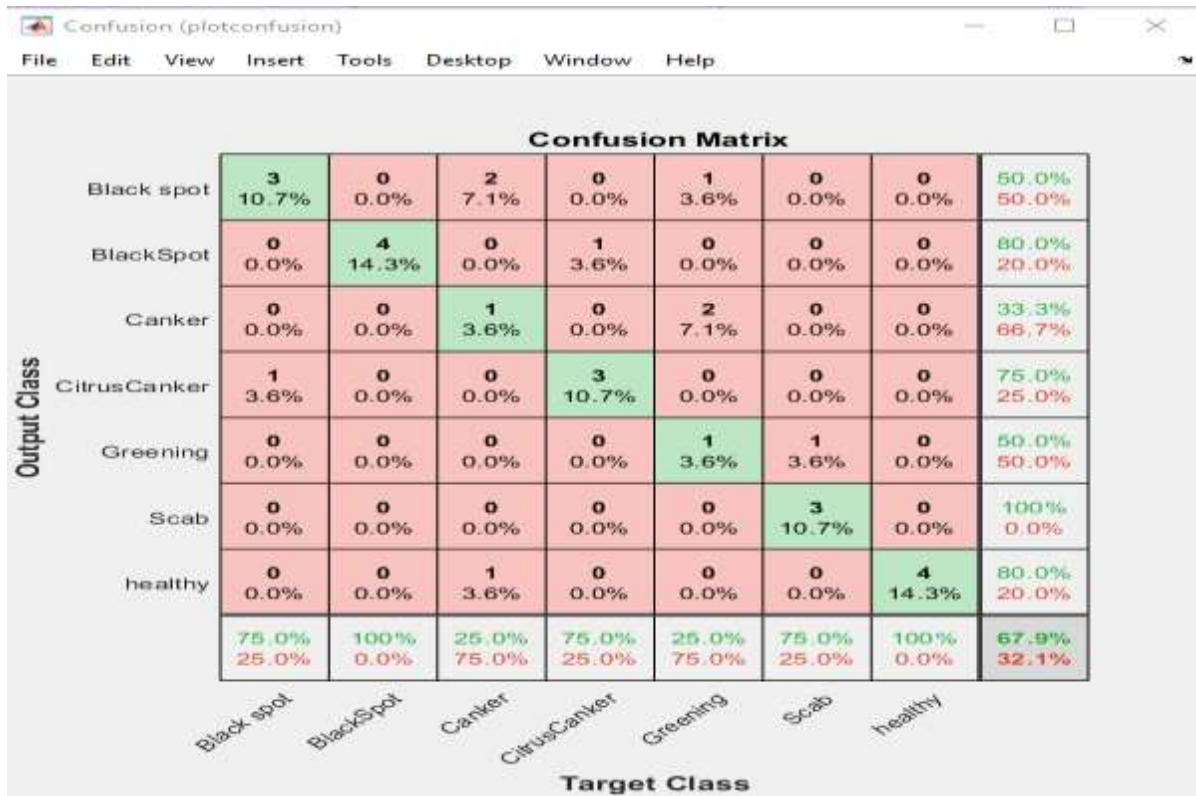 Confusion (plotconfusion)
File Edit View Insert Tools Desktop Window Help
Confusion Matrix
Black spot 3 0 2 0 1 0 0 50.0%
10.7% 0.0% 7.1% 0.0% 3.6% 0.0% 0.0% 50.0%
BlackSpot 0 4 0 1 0 0 0 80.0%
0.0% 14.3% 0.0% 3.6% 0.0% 0.0% 0.0% 20.0%
Canker 0 0 1 0 2 0 0 33.3%
0.0% 0.0% 3.6% 0.0% 7.1% 0.0% 0.0% 66.7%
CitrusCanker 1 0 0 3 0 0 0 75.0%
3.6% 0.0% 0.0% 10.7% 0.0% 0.0% 0.0% 25.0%
Greening 0 0 0 0 1 1 0 50.0%
0.0% 0.0% 0.0% 0.0% 3.6% 3.6% 0.0% 50.0%
Scab 0 0 0 0 0 3 0 100%
0.0% 0.0% 0.0% 0.0% 0.0% 10.7% 0.0% 0.0%
healthy 0 0 1 0 0 0 4 80.0%
0.0% 0.0% 3.6% 0.0% 0.0% 0.0% 14.3% 20.0%
75.0% 100% 25.0% 75.0% 25.0% 75.0% 100% 67.9%
25.0% 0.0% 75.0% 25.0% 75.0% 25.0% 0.0% 32.1%
Black spot BlackSpot Canker CitrusCanker Greening Scab healthy
Output Class
Target Class